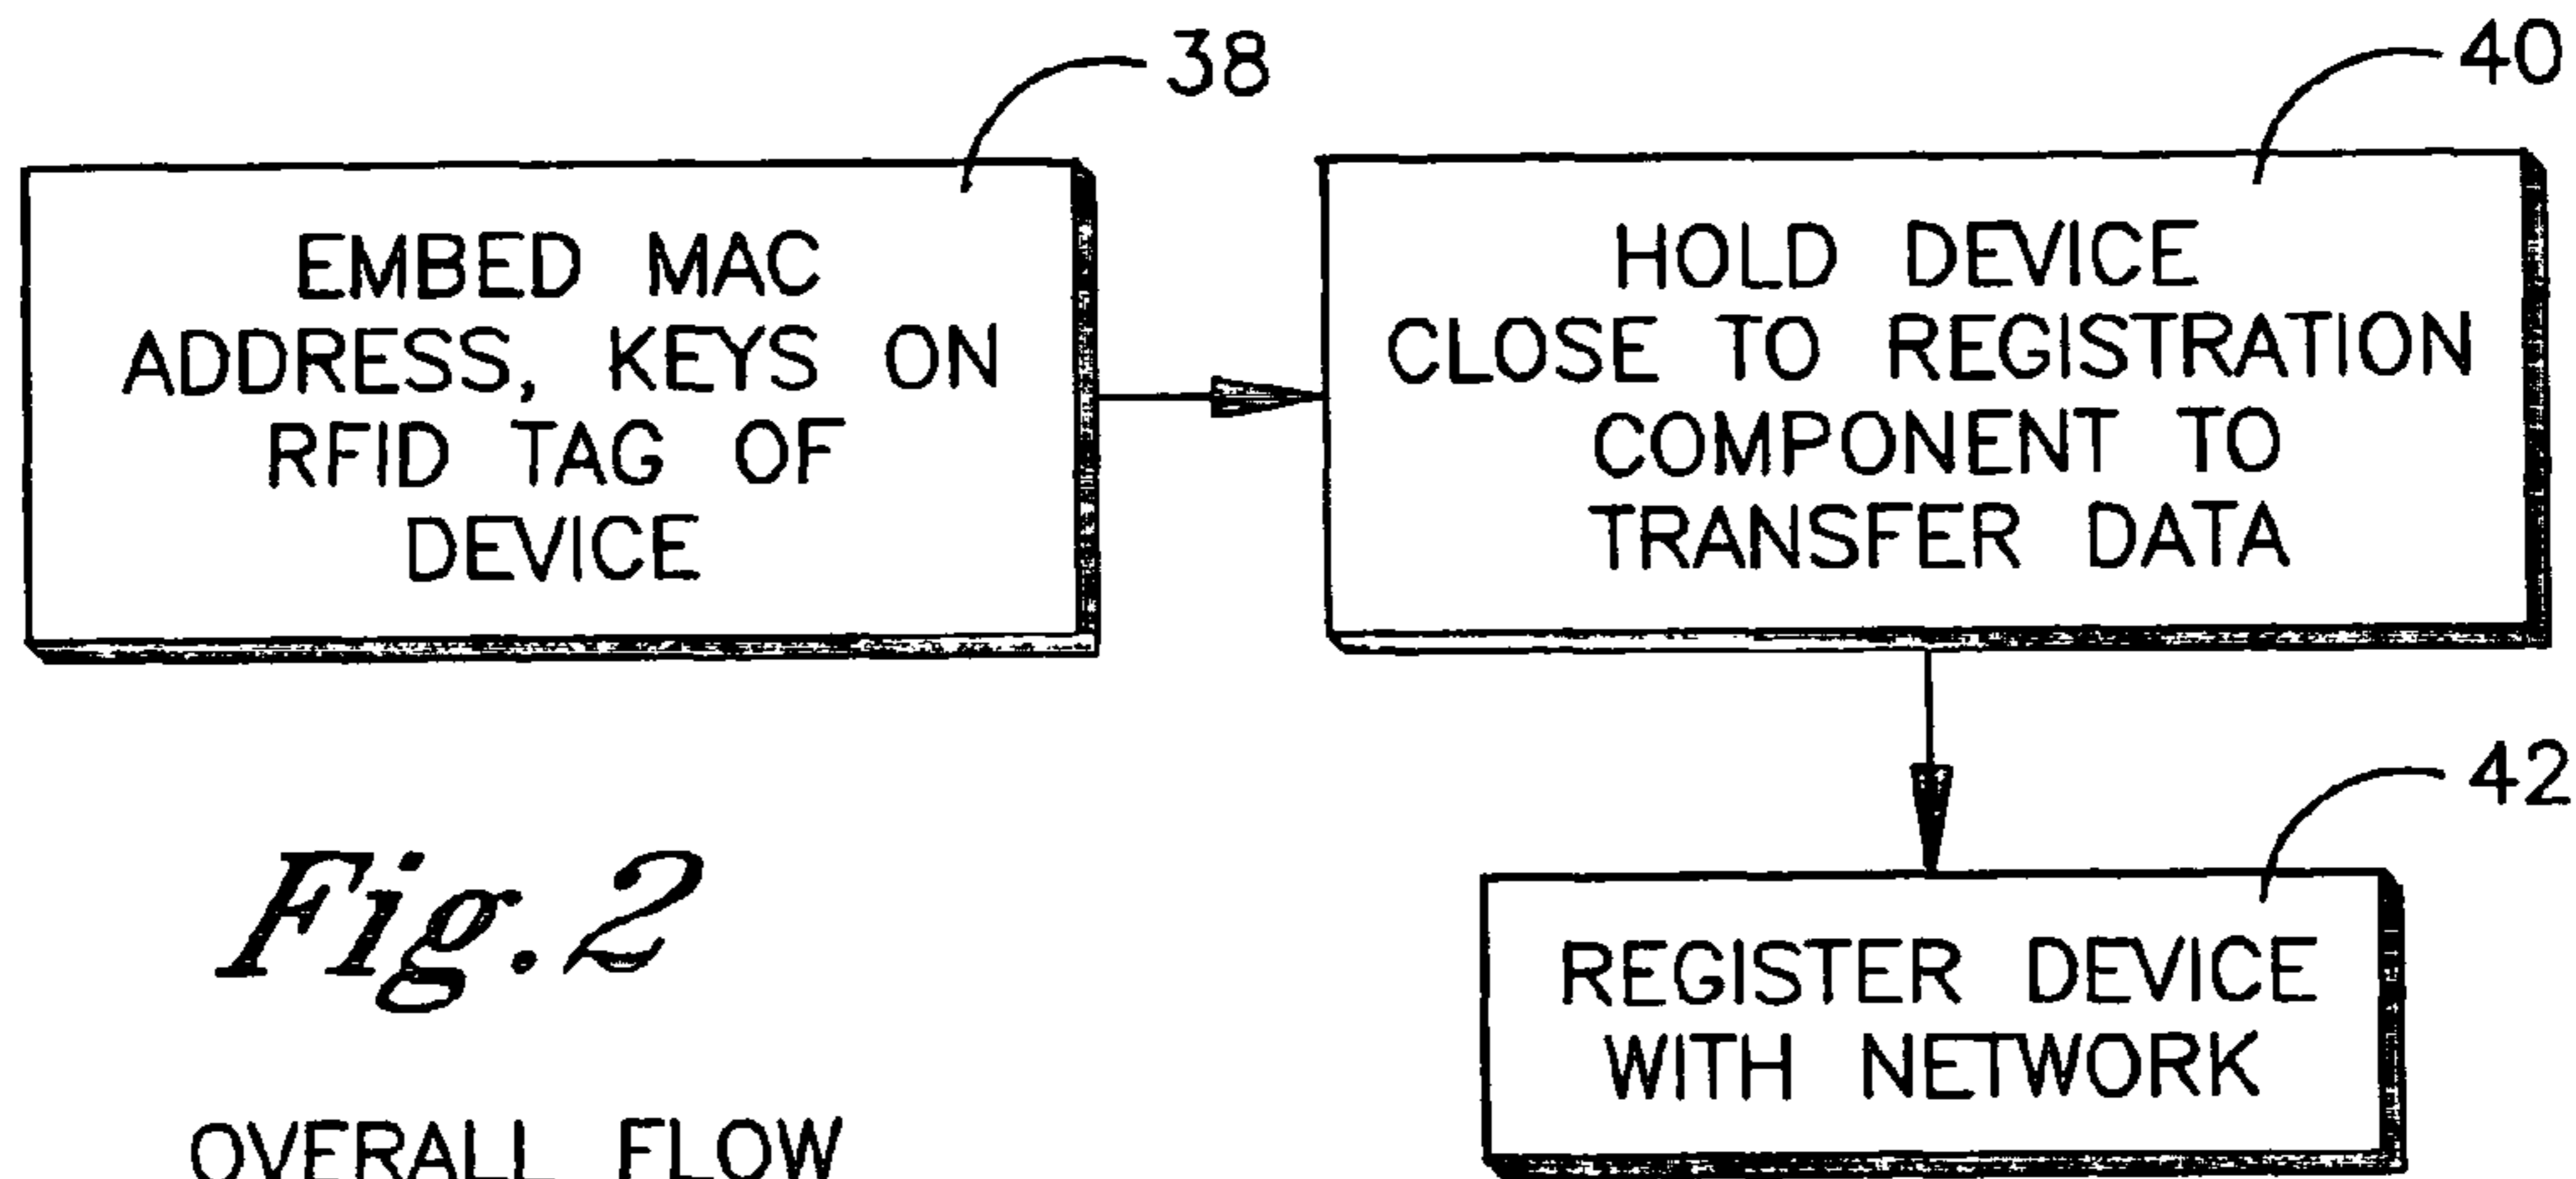 38
EMBED MAC
ADDRESS, KEYS ON
RFID TAG OF
DEVICE
40
HOLD DEVICE
CLOSE TO REGISTRATION
COMPONENT TO
TRANSFER DATA
42
REGISTER DEVICE
WITH NETWORK
Fig.2
OVERALL FLOW